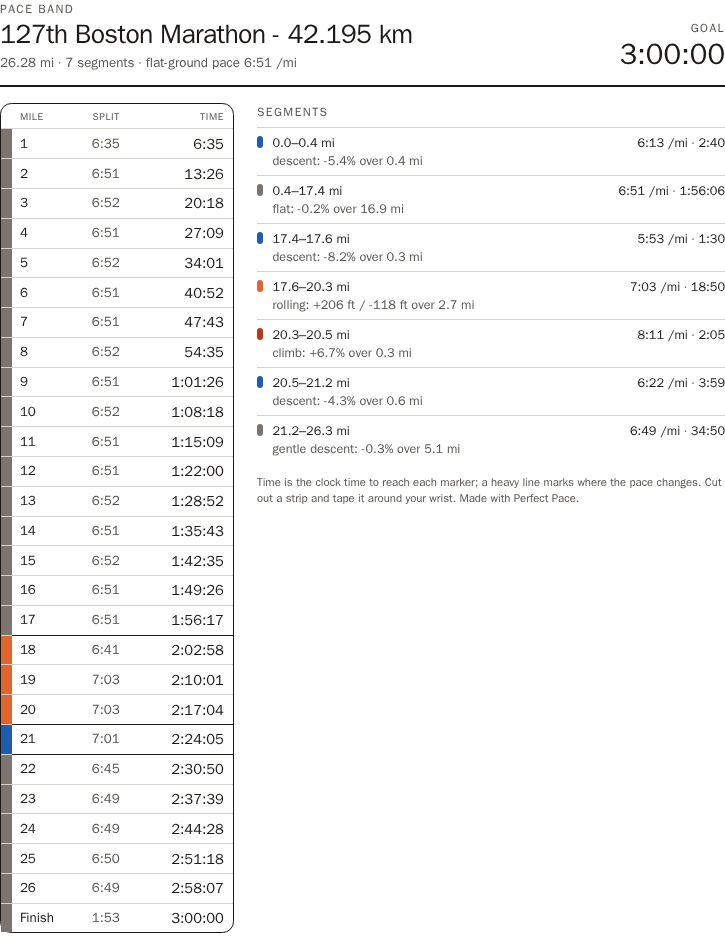 PACE BAND
127th Boston Marathon - 42.195 km
26.28 mi · 7 segments · flat-ground pace 6:51 /mi
GOAL
3:00:00
MILE SPLIT TIME
1 6:35 6:35
2 6:51 13:26
3 6:52 20:18
4 6:51 27:09
5 6:52 34:01
6 6:51 40:52
7 6:51 47:43
8 6:52 54:35
9 6:51 1:01:26
10 6:52 1:08:18
11 6:51 1:15:09
12 6:51 1:22:00
13 6:52 1:28:52
14 6:51 1:35:43
15 6:52 1:42:35
16 6:51 1:49:26
17 6:51 1:56:17
18 6:41 2:02:58
19 7:03 2:10:01
20 7:03 2:17:04
21 7:01 2:24:05
22 6:45 2:30:50
23 6:49 2:37:39
24 6:49 2:44:28
25 6:50 2:51:18
26 6:49 2:58:07
Finish 1:53 3:00:00
SEGMENTS
0.0–0.4 mi 6:13 /mi · 2:40
descent: -5.4% over 0.4 mi
0.4–17.4 mi 6:51 /mi · 1:56:06
flat: -0.2% over 16.9 mi
17.4–17.6 mi 5:53 /mi · 1:30
descent: -8.2% over 0.3 mi
17.6–20.3 mi 7:03 /mi · 18:50
rolling: +206 ft / -118 ft over 2.7 mi
20.3–20.5 mi 8:11 /mi · 2:05
climb: +6.7% over 0.3 mi
20.5–21.2 mi 6:22 /mi · 3:59
descent: -4.3% over 0.6 mi
21.2–26.3 mi 6:49 /mi · 34:50
gentle descent: -0.3% over 5.1 mi
Time is the clock time to reach each marker; a heavy line marks where the pace changes. Cut
out a strip and tape it around your wrist. Made with Perfect Pace.